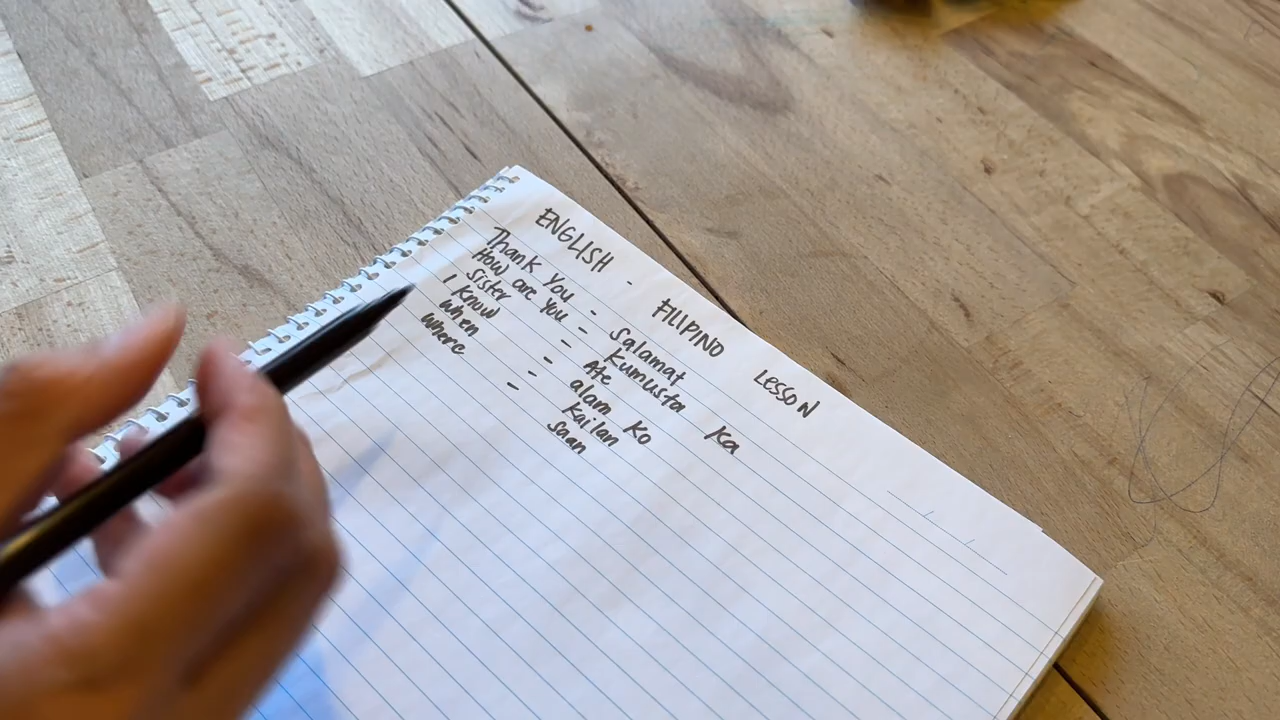 ENGLISH - FILIPINO LESSON
Thank You - Salamat
How are You - Kumusta Ka
Sister - Ate
I Know - alam Ko
When - Kailan
Where - Saan